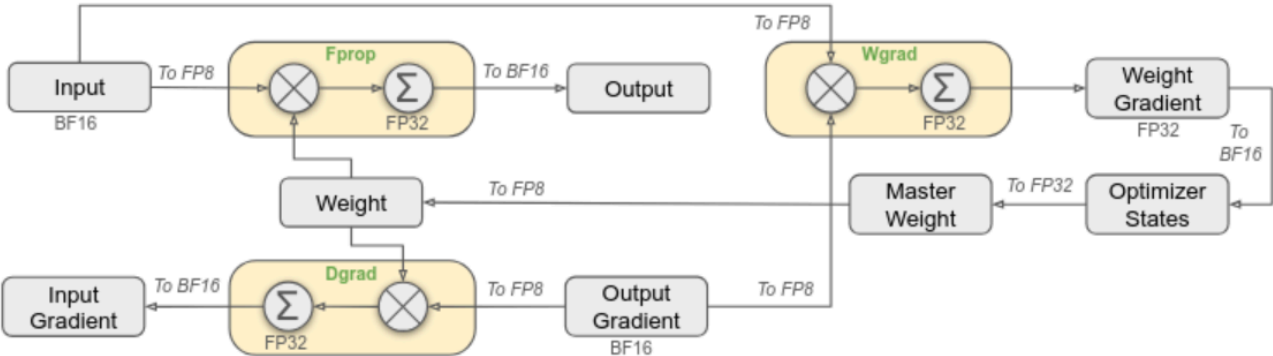 To FP8
Fprop
Wgrad
Input
To FP8
Σ
To BF16
Output
Σ
Weight
Gradient
BF16
FP32
FP32
FP32
To
BF16
Weight
To FP8
Master
Weight
To FP32
Optimizer
States
Dgrad
Input
Gradient
To BF16
Σ
To FP8
Output
Gradient
To FP8
FP32
BF16